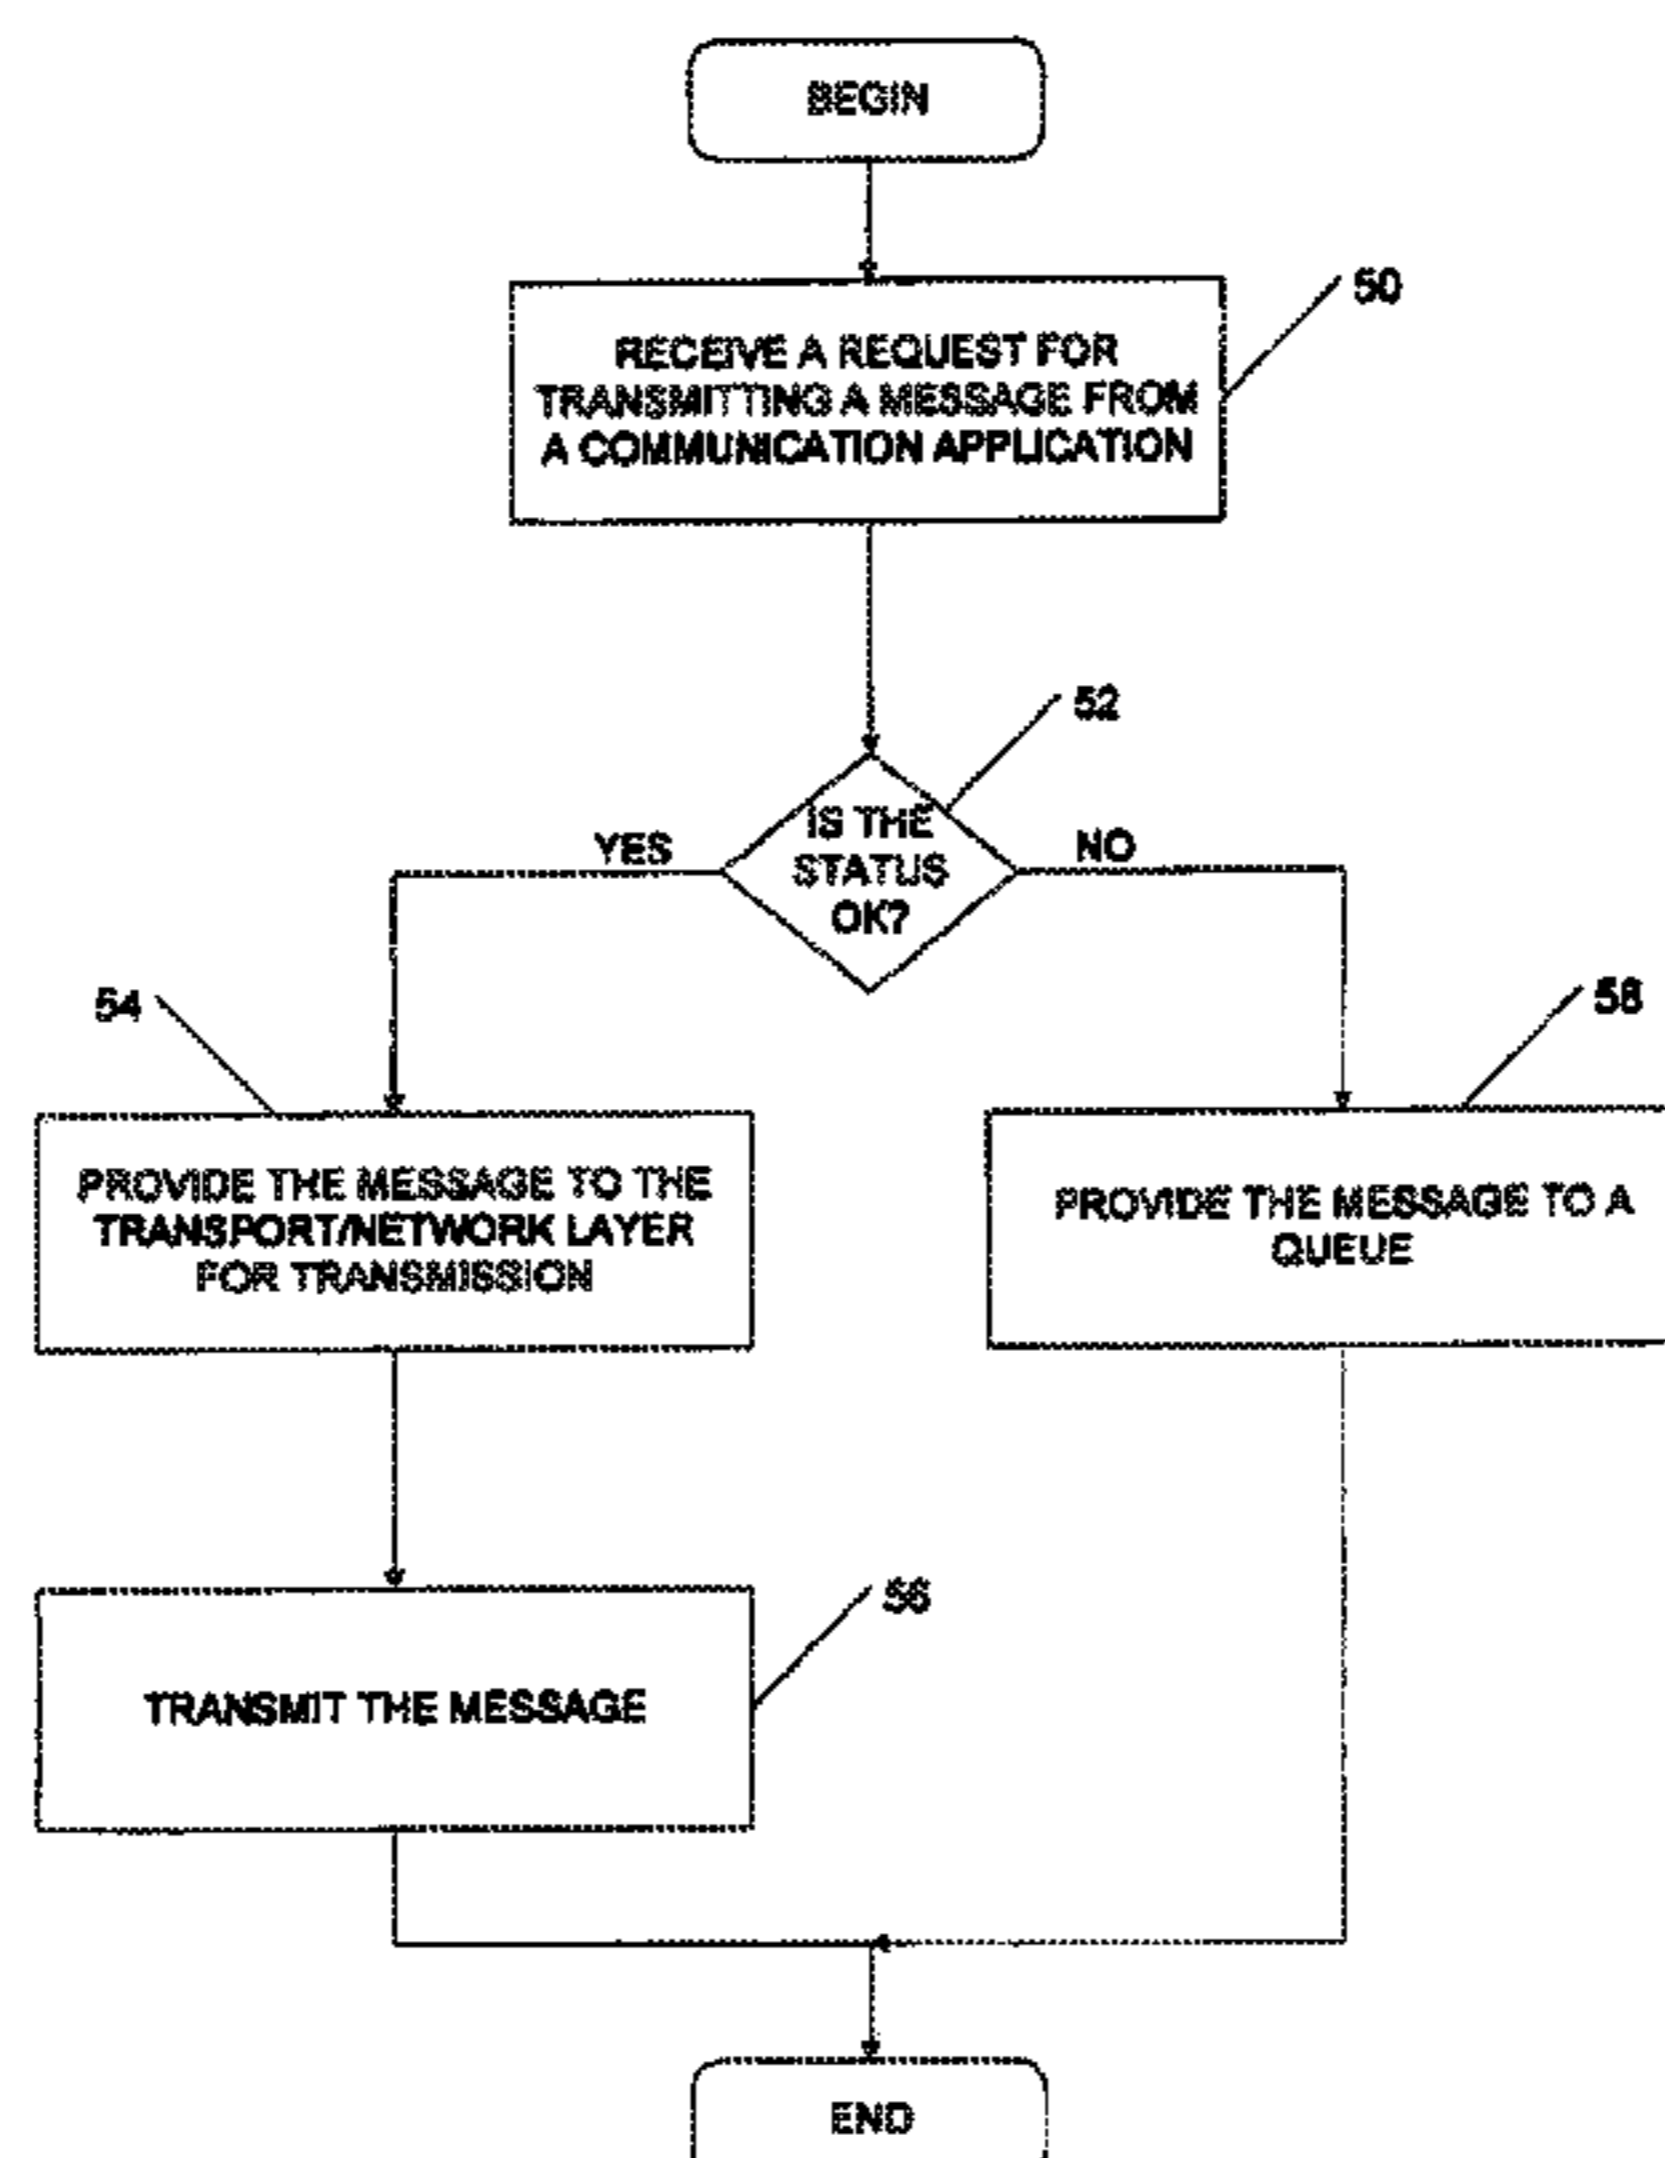 BEGIN
50
RECEIVE A REQUEST FOR
TRANSMITTING A MESSAGE FROM
A COMMUNICATION APPLICATION
52
IS THE
STATUS
OK?
YES
NO
54
58
PROVIDE THE MESSAGE TO THE
TRANSPORT/NETWORK LAYER
FOR TRANSMISSION
PROVIDE THE MESSAGE TO A
QUEUE
56
TRANSMIT THE MESSAGE
END